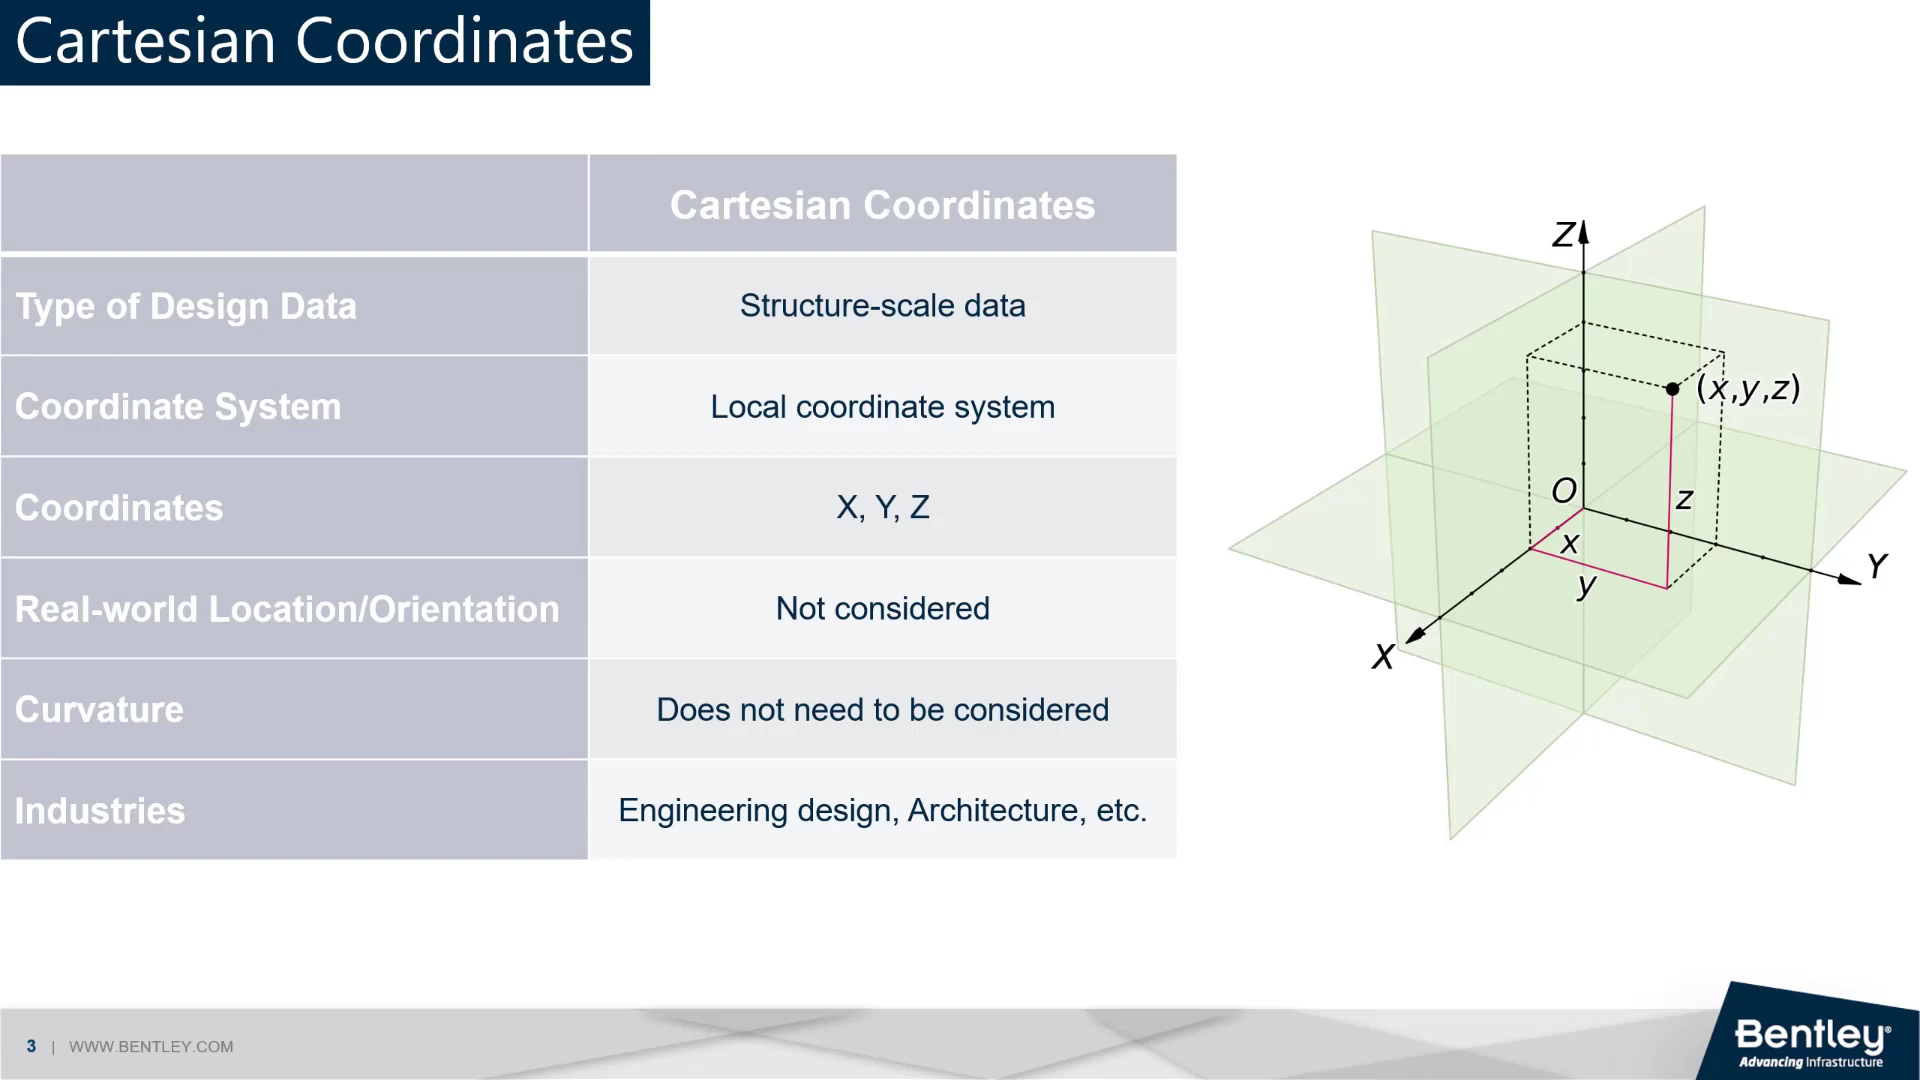 Cartesian Coordinates
Cartesian Coordinates
Type of Design Data
Structure-scale data
Coordinate System
Local coordinate system
Coordinates
X, Y, Z
Real-world Location/Orientation
Not considered
Curvature
Does not need to be considered
Industries
Engineering design, Architecture, etc.
Z
(x,y,z)
O
z
x
y
Y
X
3 | WWW.BENTLEY.COM
Bentley®
Advancing Infrastructure